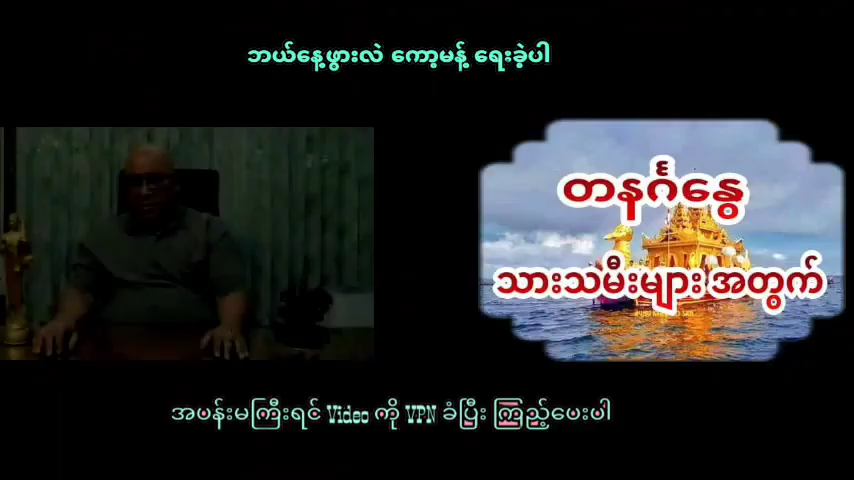 ဘယ်နေ့ဖွားလဲ ကော့မန့် ရေးခဲ့ပါ
တနင်္ဂနွေ
သားသမီးများ အတွက်
အပန်းမကြီးရင် Video ကို VPN ခံပြီး ကြည့်ပေးပါ